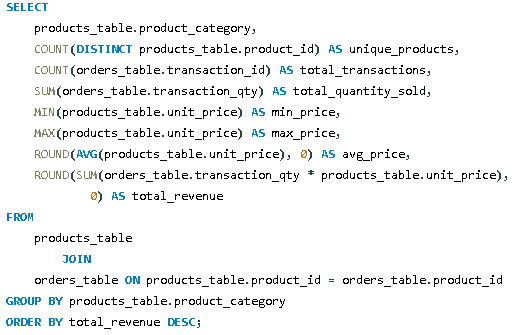 SELECT
products_table.product_category,
COUNT(DISTINCT products_table.product_id) AS unique_products,
COUNT(orders_table.transaction_id) AS total_transactions,
SUM(orders_table.transaction_qty) AS total_quantity_sold,
MIN(products_table.unit_price) AS min_price,
MAX(products_table.unit_price) AS max_price,
ROUND(AVG(products_table.unit_price), 0) AS avg_price,
ROUND(SUM(orders_table.transaction_qty * products_table.unit_price),
0) AS total_revenue
FROM
products_table
JOIN
orders_table ON products_table.product_id = orders_table.product_id
GROUP BY products_table.product_category
ORDER BY total_revenue DESC;